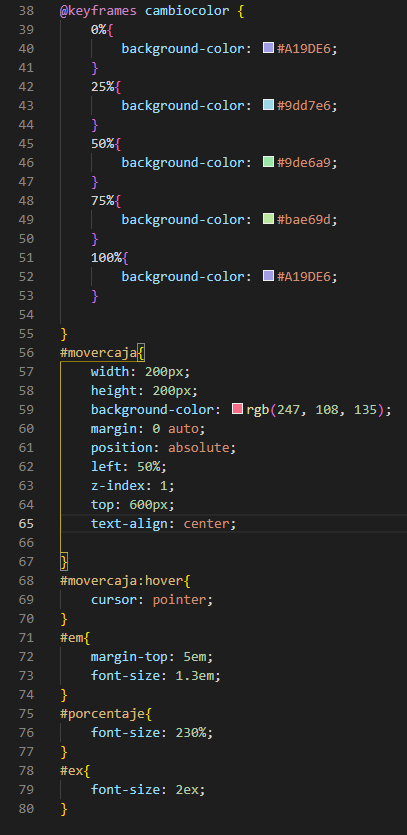 38 @keyframes cambiocolor {
39 0%{
40 background-color: #A19DE6;
41 }
42 25%{
43 background-color: #9dd7e6;
44 }
45 50%{
46 background-color: #9de6a9;
47 }
48 75%{
49 background-color: #bae69d;
50 }
51 100%{
52 background-color: #A19DE6;
53 }
54
55 }
56 #movercaja{
57 width: 200px;
58 height: 200px;
59 background-color: rgb(247, 108, 135);
60 margin: 0 auto;
61 position: absolute;
62 left: 50%;
63 z-index: 1;
64 top: 600px;
65 text-align: center;
66
67 }
68 #movercaja:hover{
69 cursor: pointer;
70 }
71 #em{
72 margin-top: 5em;
73 font-size: 1.3em;
74 }
75 #porcentaje{
76 font-size: 230%;
77 }
78 #ex{
79 font-size: 2ex;
80 }